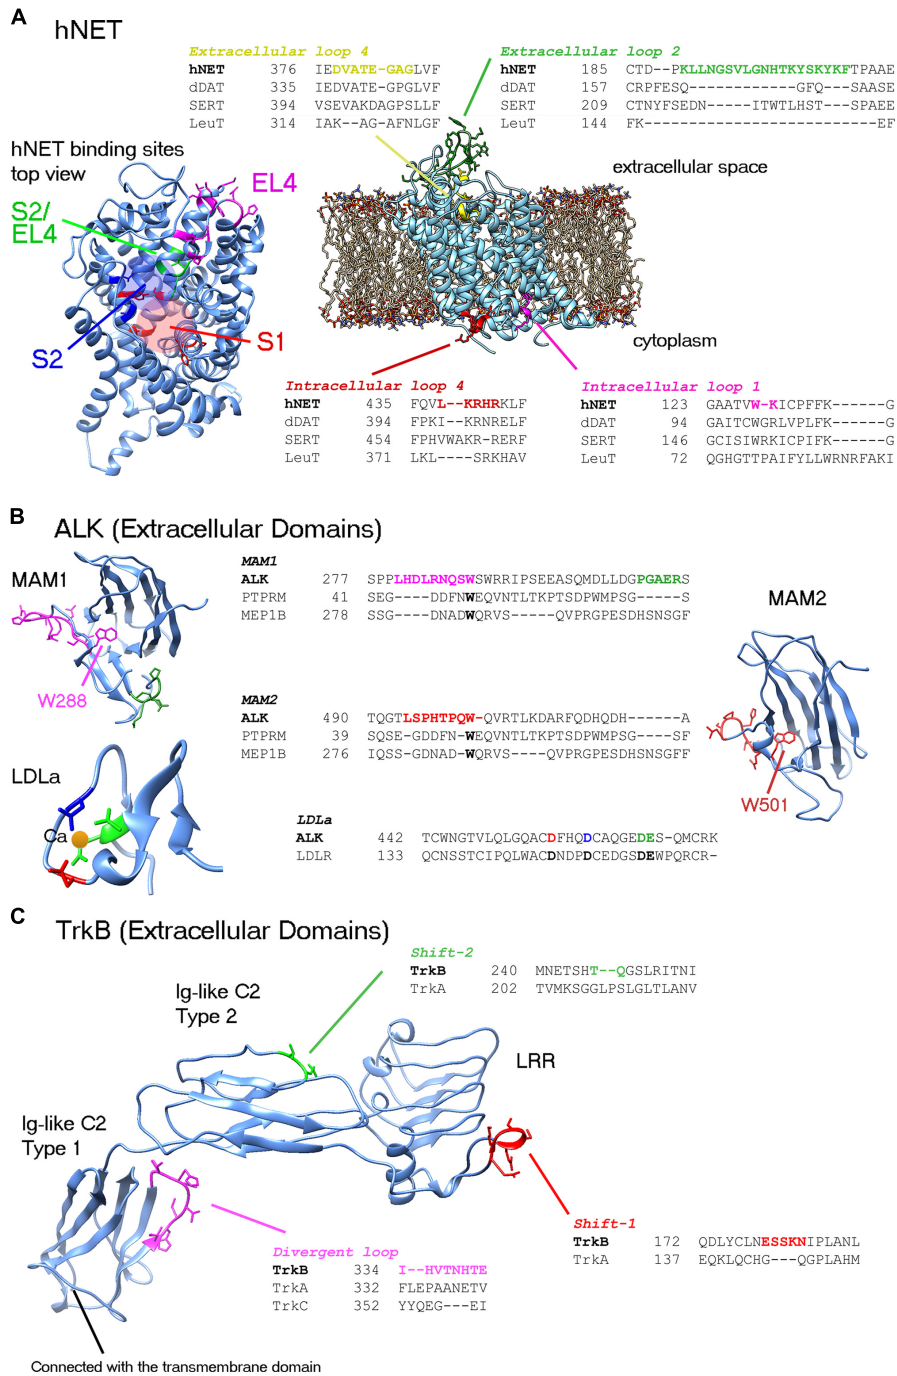 A
hNET
Extracellular loop 4
hNET 376 IEDVATE-GAGLVF
dDAT 335 IEDVATE-GPGLVF
SERT 394 VSEVAKDAGPSLLF
LeuT 314 IAK--AG-AFNLGF
Extracellular loop 2
hNET 185 CTD--PKLLNGSVLGNHTKYSKYKFTPAAE
dDAT 157 CRPFESQ------------GFQ---SAASE
SERT 209 CTNYFSEDN----ITWTLHST---SPAEE
LeuT 144 FK--------------------------EF
hNET binding sites
top view
EL4
S2/
EL4
S2
S1
extracellular space
cytoplasm
Intracellular loop 4
hNET 435 FQVL--KRHRKLF
dDAT 394 FPKI--KRNRELF
SERT 454 FPHVWAKR-RERF
LeuT 371 LKL----SRKHAV
Intracellular loop 1
hNET 123 GAATVW-KICPFFK------G
dDAT 94 GAITCWGRLVPLFK------G
SERT 146 GCISIWRKICPIFK------G
LeuT 72 QGHGTTPAIFYLLWRNRFAKI
B
ALK (Extracellular Domains)
MAM1
W288
MAM1
ALK 277 SPPLHDLRNQSWSWRRIPSEEASQMDLLDGPGAERS
PTPRM 41 SEG----DDFNWEQVNTLTKPTSDPWMPSG-----S
MEP1B 278 SSG----DNADWQRVS-----QVPRGPESDHSNSGF
MAM2
ALK 490 TQGTLSPHTPQW-QVRTLKDARFQDHQDH------A
PTPRM 39 SQSE-GDDFN-WEQVNTLTKPTSDPWMPSG----SF
MEP1B 276 IQSS-GDNAD-WQRVS----QVPRGPESDHSNSGFF
MAM2
W501
LDLa
Ca
LDLa
ALK 442 TCWNGTVLQLGQACDFHQDCAQGEDES-QMCRK
LDLR 133 QCNSSTCIPQLWACDNDPDCEDGSDEWPQRCR-
C
TrkB (Extracellular Domains)
Shift-2
TrkB 240 MNETSHT--QGSLRITNI
TrkA 202 TVMKSGGLPSLGLTLANV
Ig-like C2
Type 2
LRR
Ig-like C2
Type 1
Shift-1
TrkB 172 QDLYCLNESSKNIPLANL
TrkA 137 EQKLQCHG---QGPLAHM
Divergent loop
TrkB 334 I--HVTNHTE
TrkA 332 FLEPAANETV
TrkC 352 YYQEG---EI
Connected with the transmembrane domain